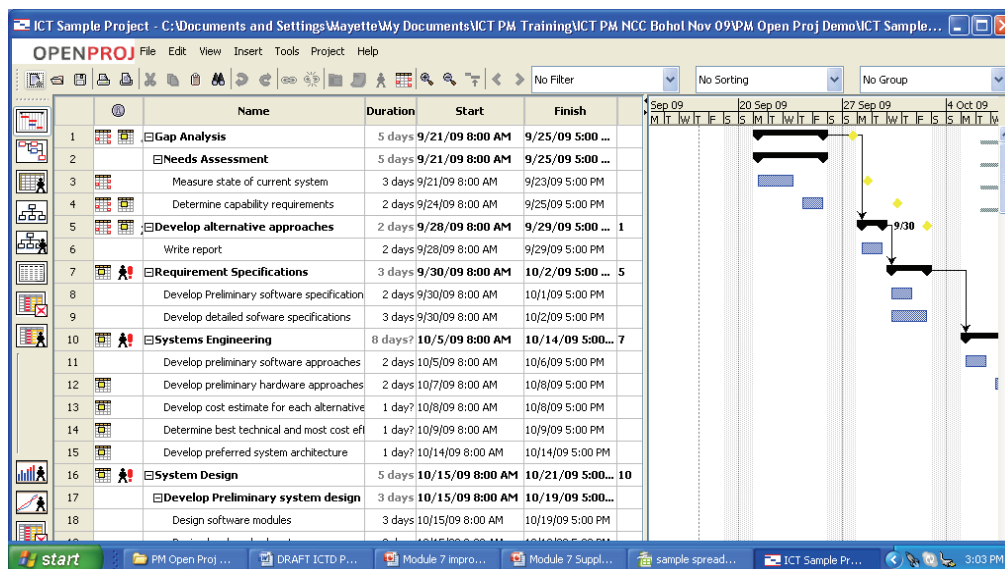 ICT Sample Project - C:\Documents and Settings\Mayette\My Documents\ICT PM Training\ICT PM NCC Bohol Nov 09\PM Open Proj Demo\ICT Sample...
OPENPROJ File Edit View Insert Tools Project Help
No Filter No Sorting No Group
Name Duration Start Finish
Sep 09 20 Sep 09 27 Sep 09 4 Oct 09
M T W T F S S M T W T F S S M T W T F S S M T W
1 Gap Analysis 5 days 9/21/09 8:00 AM 9/25/09 5:00 ...
2 Needs Assessment 5 days 9/21/09 8:00 AM 9/25/09 5:00 ...
3 Measure state of current system 3 days 9/21/09 8:00 AM 9/23/09 5:00 PM
4 Determine capability requirements 2 days 9/24/09 8:00 AM 9/25/09 5:00 PM
5 Develop alternative approaches 2 days 9/28/09 8:00 AM 9/29/09 5:00 ... 1 9/30
6 Write report 2 days 9/28/09 8:00 AM 9/29/09 5:00 PM
7 Requirement Specifications 3 days 9/30/09 8:00 AM 10/2/09 5:00 ... 5
8 Develop Preliminary software specification 2 days 9/30/09 8:00 AM 10/1/09 5:00 PM
9 Develop detailed sofware specifications 3 days 9/30/09 8:00 AM 10/2/09 5:00 PM
10 Systems Engineering 8 days? 10/5/09 8:00 AM 10/14/09 5:00... 7
11 Develop preliminary software approaches 2 days 10/5/09 8:00 AM 10/6/09 5:00 PM
12 Develop preliminary hardware approaches 2 days 10/7/09 8:00 AM 10/8/09 5:00 PM
13 Develop cost estimate for each alternative 1 day? 10/8/09 8:00 AM 10/8/09 5:00 PM
14 Determine best technical and most cost eff 1 day? 10/9/09 8:00 AM 10/9/09 5:00 PM
15 Develop preferred system architecture 1 day? 10/14/09 8:00 AM 10/14/09 5:00 PM
16 System Design 5 days 10/15/09 8:00 AM 10/21/09 5:00... 10
17 Develop Preliminary system design 3 days 10/15/09 8:00 AM 10/19/09 5:00...
18 Design software modules 3 days 10/15/09 8:00 AM 10/19/09 5:00 PM
start PM Open Proj ... DRAFT ICTD P... Module 7 impro... Module 7 Suppl... sample spread... ICT Sample Pr... 3:03 PM